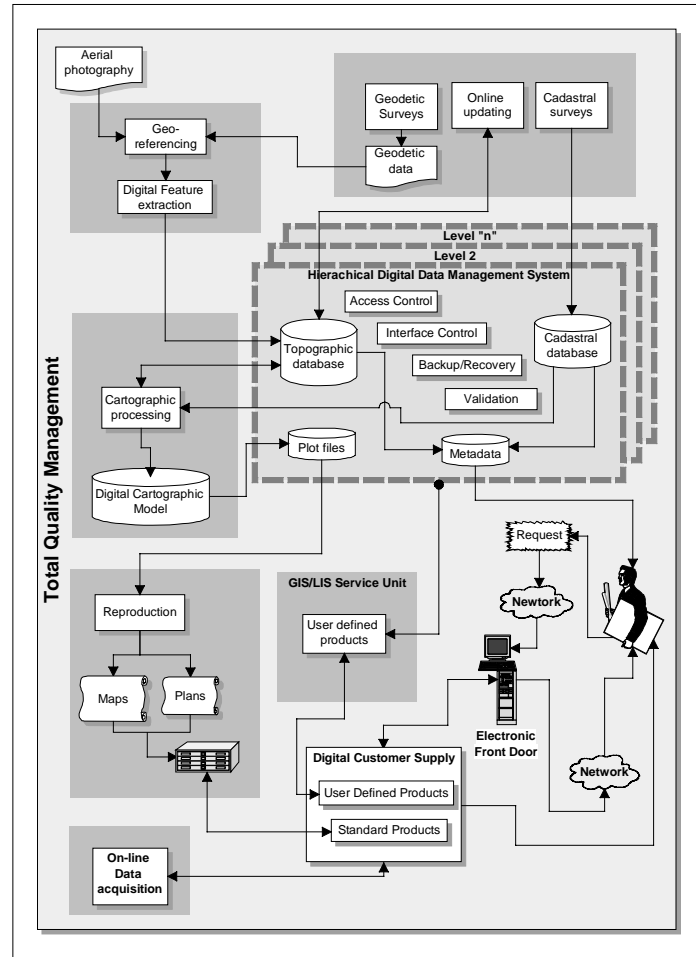 Aerial
photography
Geodetic
Surveys
Online
updating
Cadastral
surveys
Geo-
referencing
Geodetic
data
Digital Feature
extraction
Level "n"
Level 2
Hierachical Digital Data Management System
Access Control
Topographic
database
Interface Control
Cadastral
database
Backup/Recovery
Cartographic
processing
Validation
Plot files
Metadata
Digital Cartographic
Model
Total Quality Management
Request
GIS/LIS Service Unit
Newtork
Reproduction
User defined
products
Maps
Plans
Electronic
Front Door
Digital Customer Supply
Network
User Defined Products
Standard Products
On-line
Data
acquisition